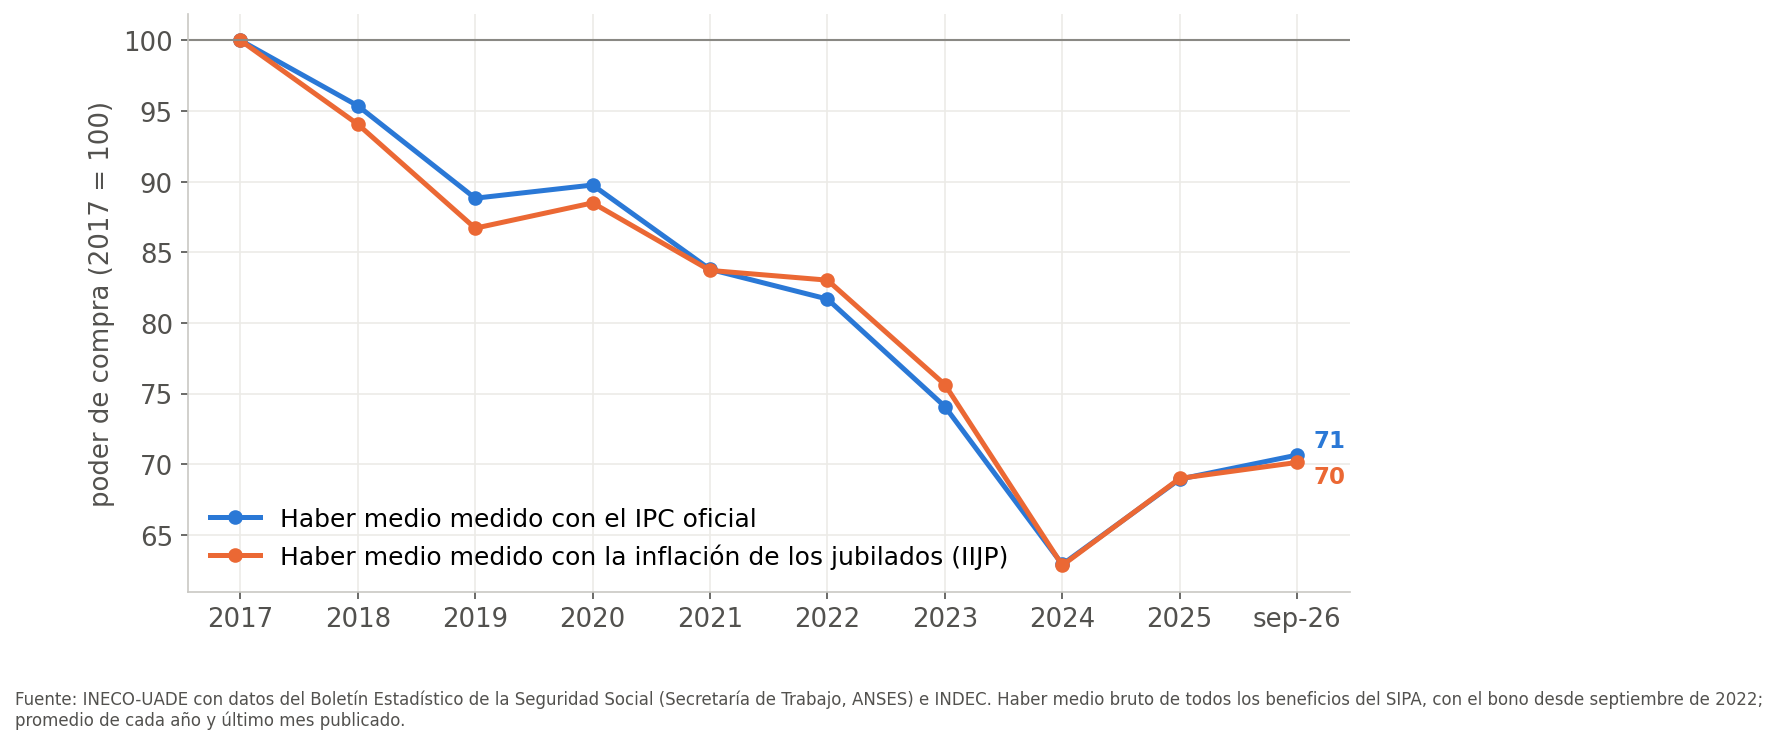 poder de compra (2017 = 100)
100
95
90
85
80
75
70
65
71
70
Haber medio medido con el IPC oficial
Haber medio medido con la inflación de los jubilados (IIJP)
2017 2018 2019 2020 2021 2022 2023 2024 2025 sep-26
Fuente: INECO-UADE con datos del Boletín Estadístico de la Seguridad Social (Secretaría de Trabajo, ANSES) e INDEC. Haber medio bruto de todos los beneficios del SIPA, con el bono desde septiembre de 2022;
promedio de cada año y último mes publicado.